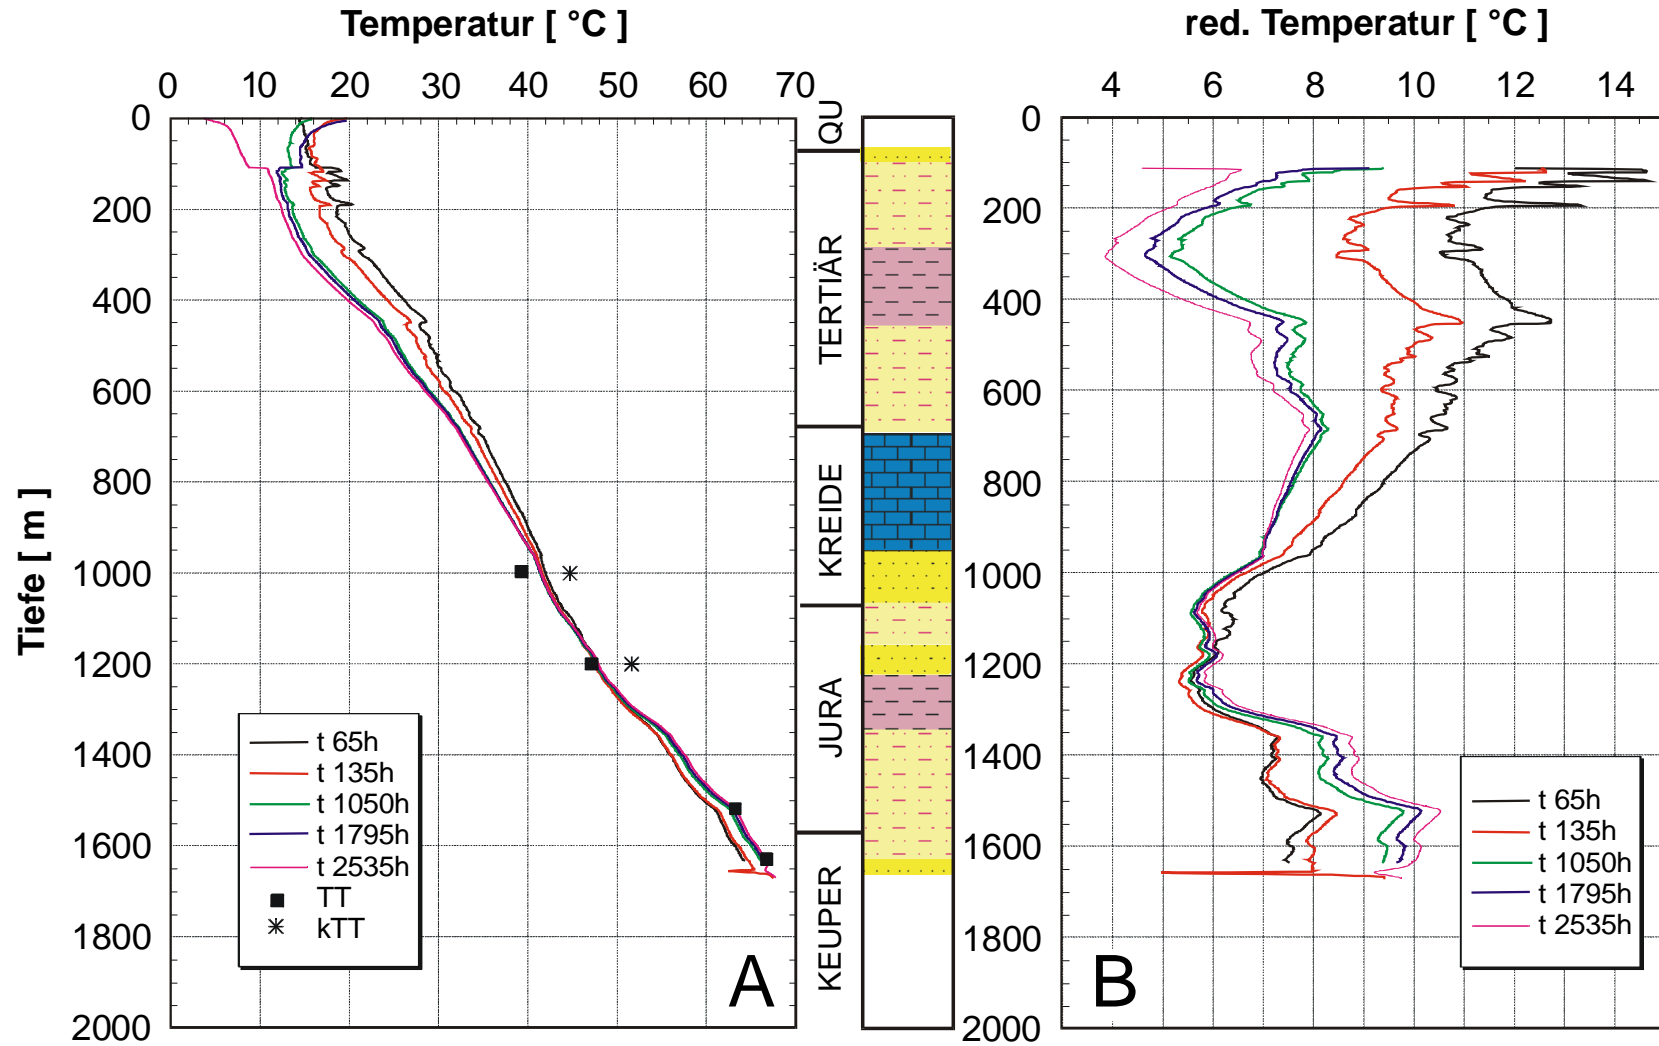 Temperatur [ °C ]
red. Temperatur [ °C ]
0 10 20 30 40 50 60 70
4 6 8 10 12 14
Tiefe [ m ]
0
200
400
600
800
1000
1200
1400
1600
1800
2000
t 65h
t 135h
t 1050h
t 1795h
t 2535h
TT
kTT
A
QU
TERTIÄR
KREIDE
JURA
KEUPER
0
200
400
600
800
1000
1200
1400
1600
1800
2000
t 65h
t 135h
t 1050h
t 1795h
t 2535h
B